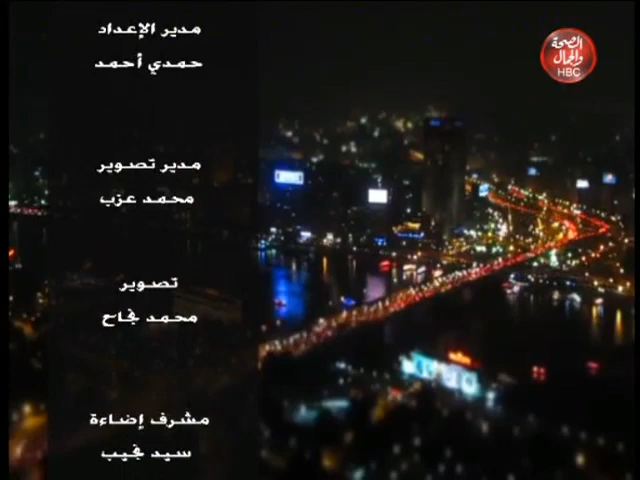 مدير الإعداد
حمدي أحمد
الصحة
والجمال
HBC
مدير تصوير
محمد عزب
تصوير
محمد نجاح
مشرف إضاءة
سيد نجيب